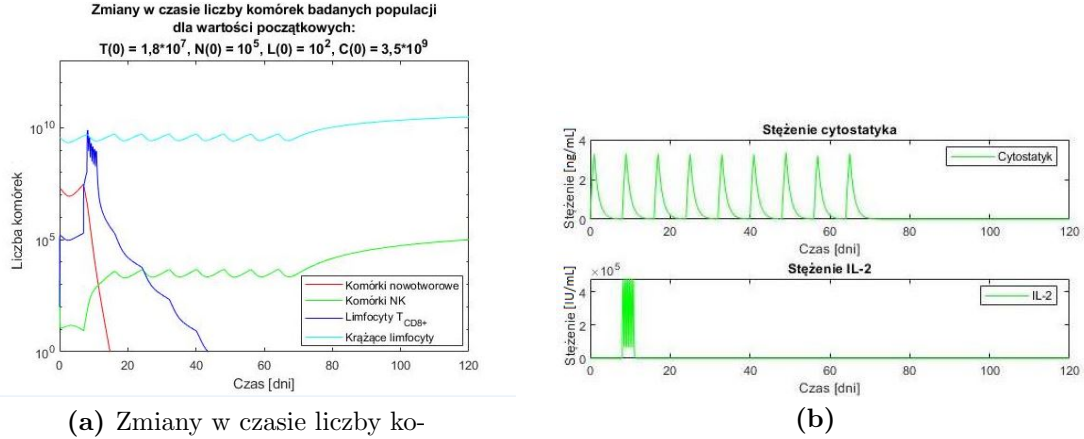 Zmiany w czasie liczby komórek badanych populacji
dla wartości początkowych:
T(0) = 1,8*10^7, N(0) = 10^5, L(0) = 10^2, C(0) = 3,5*10^9
Liczba komórek
10^10
10^5
10^0
0 20 40 60 80 100 120
Czas [dni]
Komórki nowotworowe
Komórki NK
Limfocyty T_CD8+
Krążące limfocyty
(a) Zmiany w czasie liczby ko-
Stężenie cytostatyka
Stężenie [ng/mL]
4
2
0
0 20 40 60 80 100 120
Czas [dni]
Cytostatyk
Stężenie IL-2
× 10^5
Stężenie [IU/mL]
4
2
0
0 20 40 60 80 100 120
Czas [dni]
IL-2
(b)